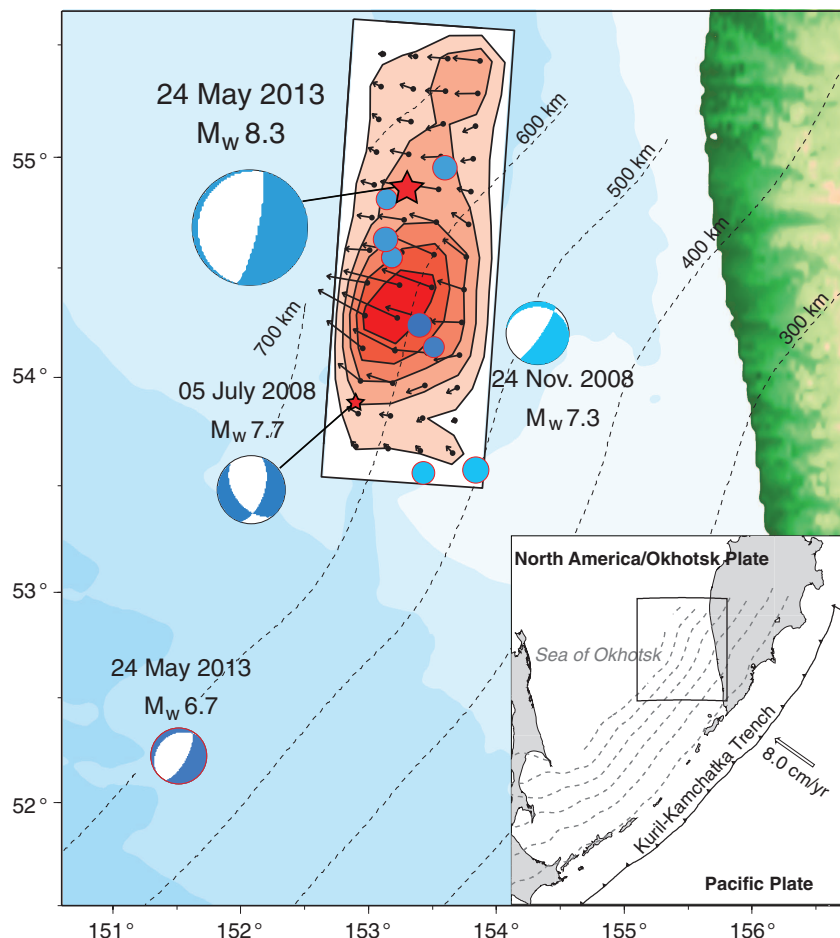 24 May 2013
Mw 8.3
600 km
500 km
400 km
300 km
700 km
05 July 2008
Mw 7.7
24 Nov. 2008
Mw 7.3
24 May 2013
Mw 6.7
55°
54°
53°
52°
151°
152°
153°
154°
155°
156°
North America/Okhotsk Plate
Sea of Okhotsk
Kuril-Kamchatka Trench
8.0 cm/yr
Pacific Plate